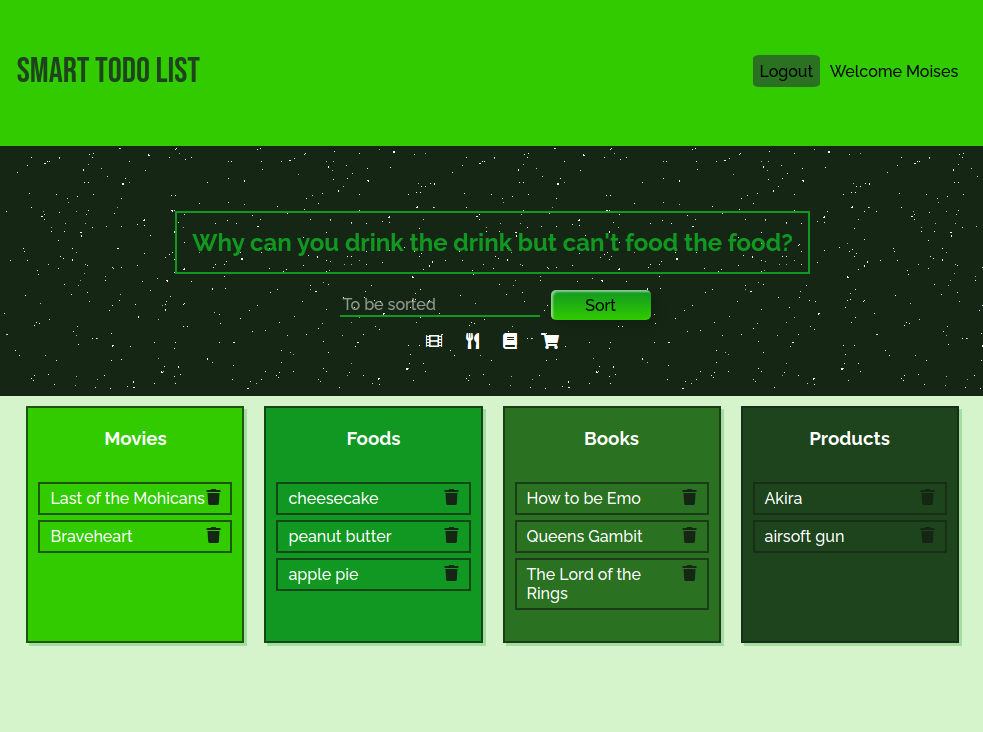 SMART TODO LIST
Logout
Welcome Moises
Why can you drink the drink but can't food the food?
To be sorted
Sort
Movies
Last of the Mohicans
Braveheart
Foods
cheesecake
peanut butter
apple pie
Books
How to be Emo
Queens Gambit
The Lord of the
Rings
Products
Akira
airsoft gun